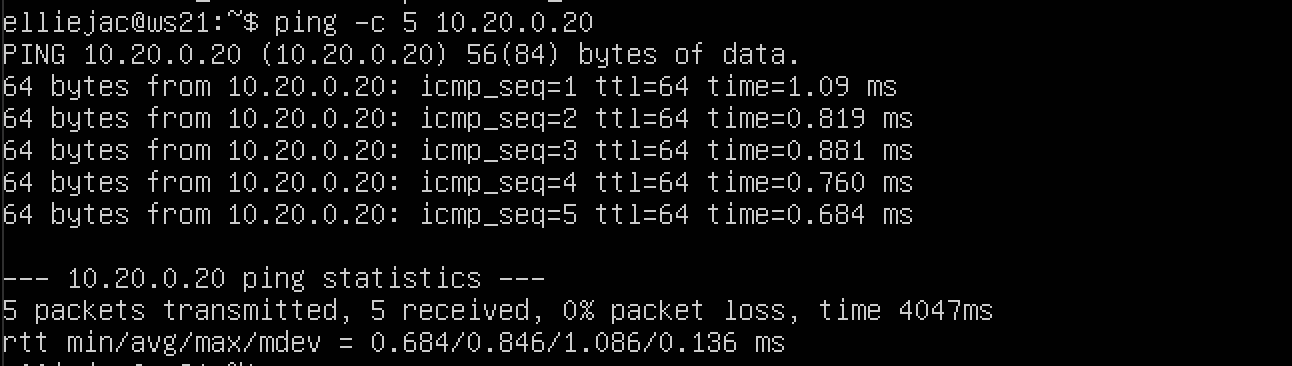 elliejac@ws21:~$ ping -c 5 10.20.0.20
PING 10.20.0.20 (10.20.0.20) 56(84) bytes of data.
64 bytes from 10.20.0.20: icmp_seq=1 ttl=64 time=1.09 ms
64 bytes from 10.20.0.20: icmp_seq=2 ttl=64 time=0.819 ms
64 bytes from 10.20.0.20: icmp_seq=3 ttl=64 time=0.881 ms
64 bytes from 10.20.0.20: icmp_seq=4 ttl=64 time=0.760 ms
64 bytes from 10.20.0.20: icmp_seq=5 ttl=64 time=0.684 ms
--- 10.20.0.20 ping statistics ---
5 packets transmitted, 5 received, 0% packet loss, time 4047ms
rtt min/avg/max/mdev = 0.684/0.846/1.086/0.136 ms